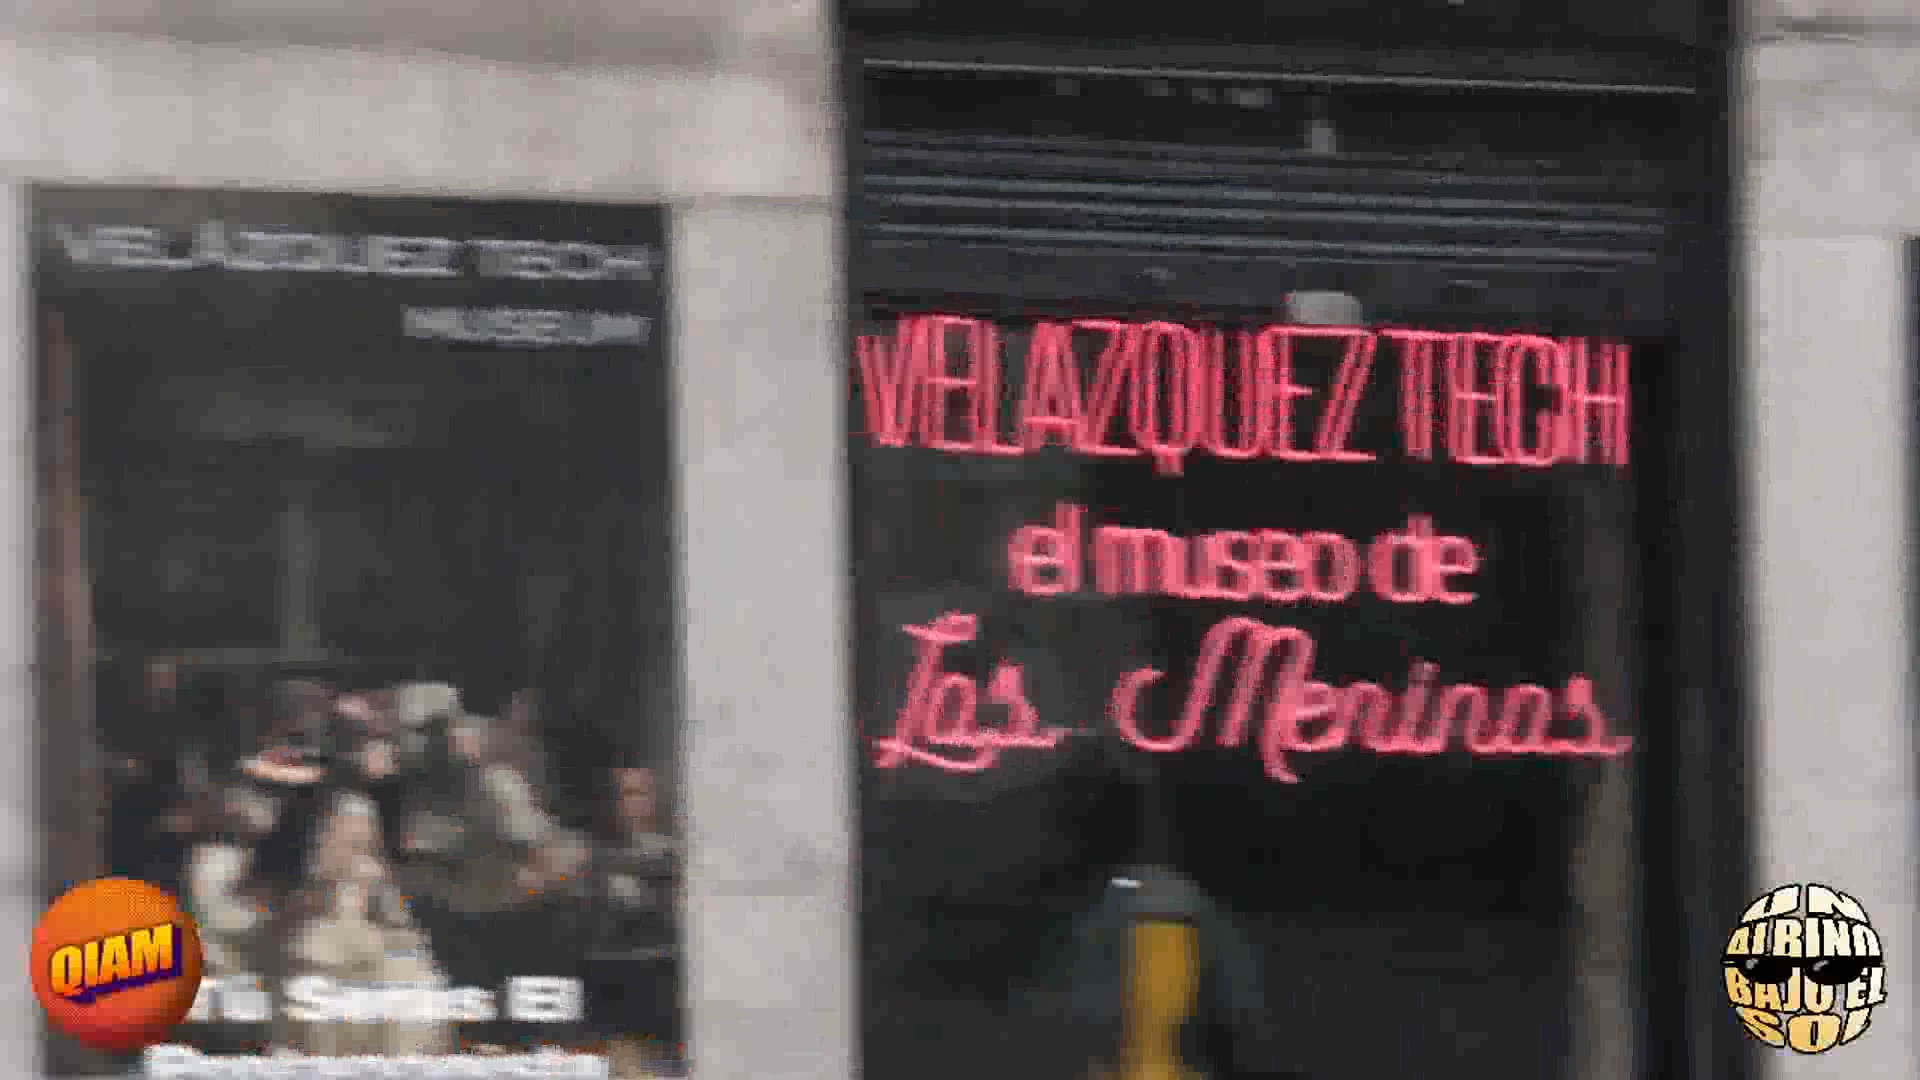 VELAZQUEZ TECH
MUSEUM
VELAZQUEZ TECH
el museo de
Las Meninas
QIAM
UN
ALBINO
BAJO EL
SOL